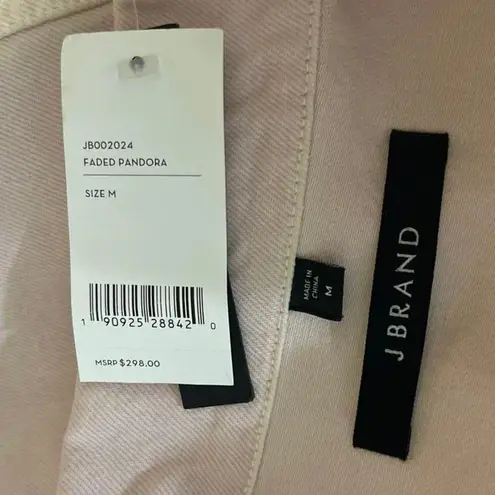 JB002024
FADED PANDORA
SIZE M
1 90925 28842 0
MSRP $298.00
MADE IN
CHINA
M
J BRAND